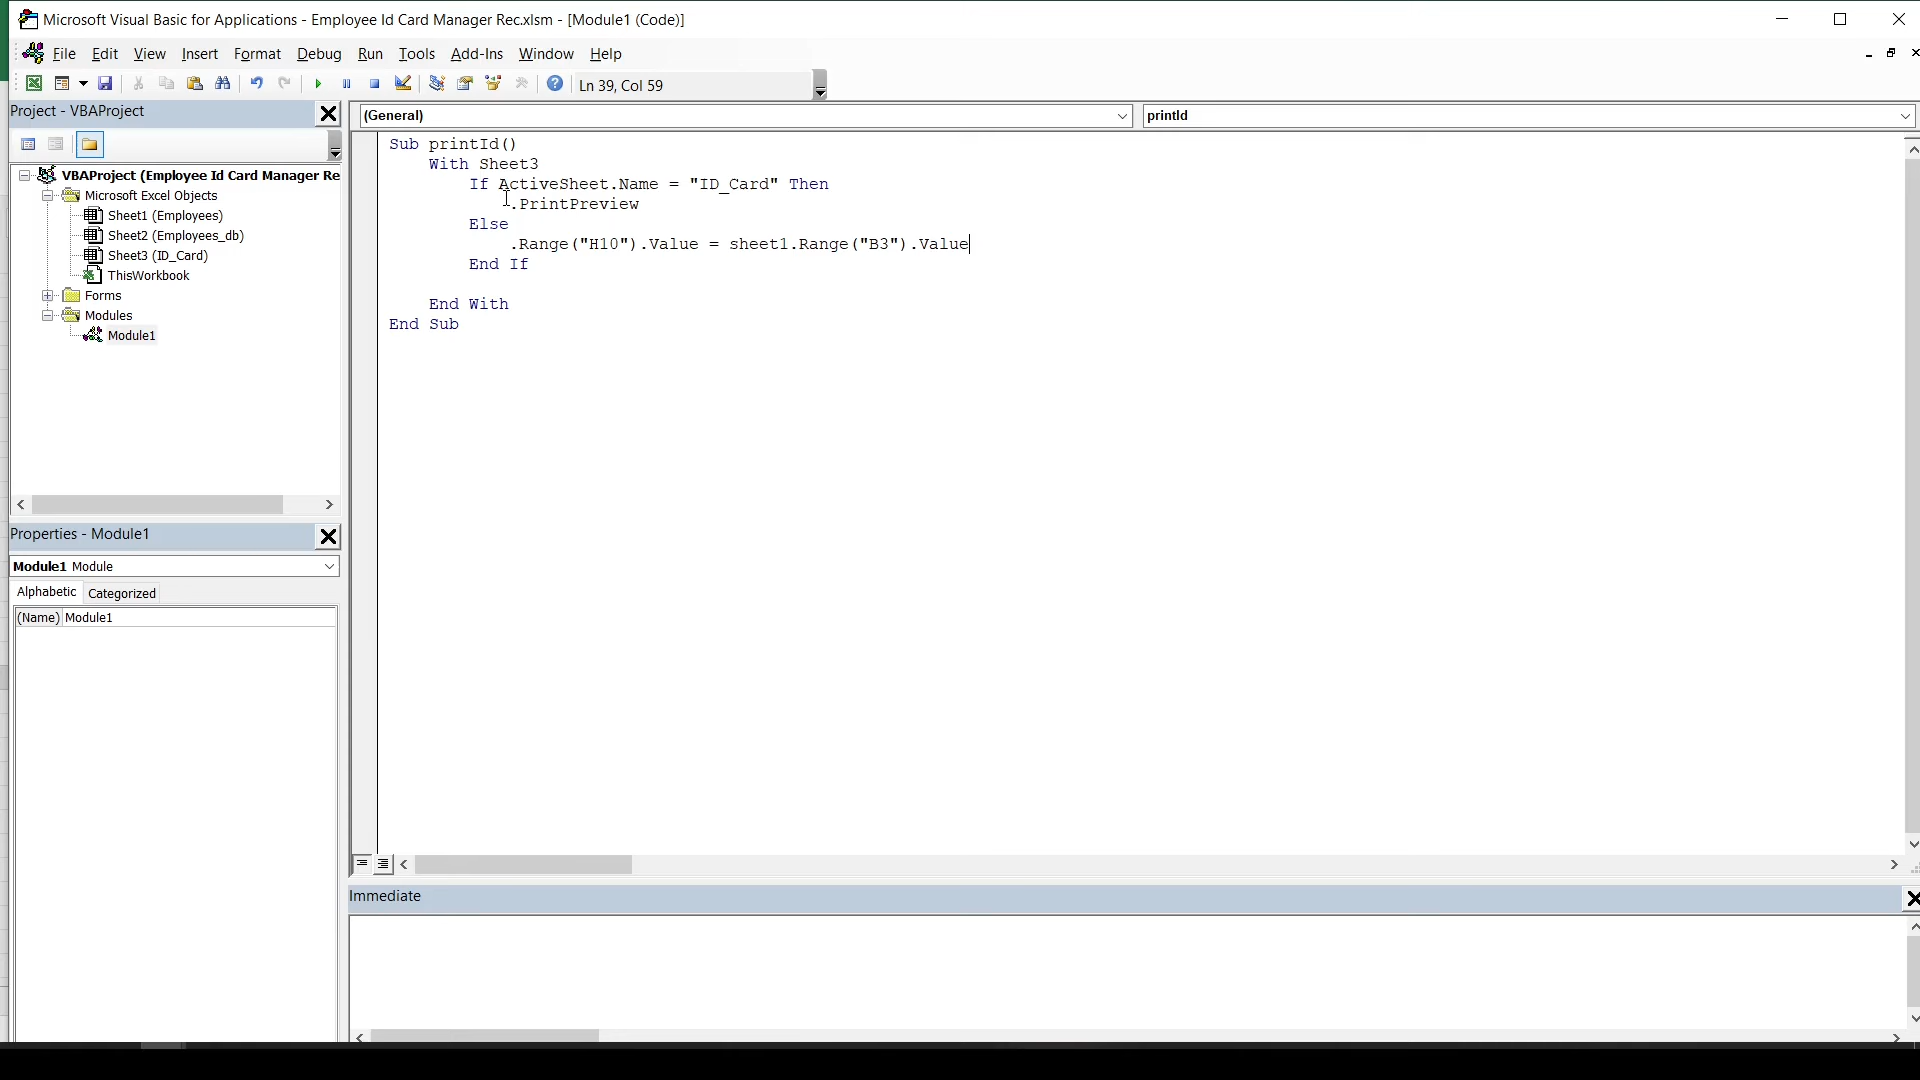 Microsoft Visual Basic for Applications - Employee Id Card Manager Rec.xlsm - [Module1 (Code)]
File Edit View Insert Format Debug Run Tools Add-Ins Window Help
Ln 39, Col 59
Project - VBAProject
(General)
printId
VBAProject (Employee Id Card Manager Re
Microsoft Excel Objects
Sheet1 (Employees)
Sheet2 (Employees_db)
Sheet3 (ID_Card)
ThisWorkbook
Forms
Modules
Module1
Sub printId()
With Sheet3
If ActiveSheet.Name = "ID_Card" Then
.PrintPreview
Else
.Range("H10").Value = sheet1.Range("B3").Value
End If
End With
End Sub
Properties - Module1
Module1 Module
Alphabetic Categorized
(Name) Module1
Immediate